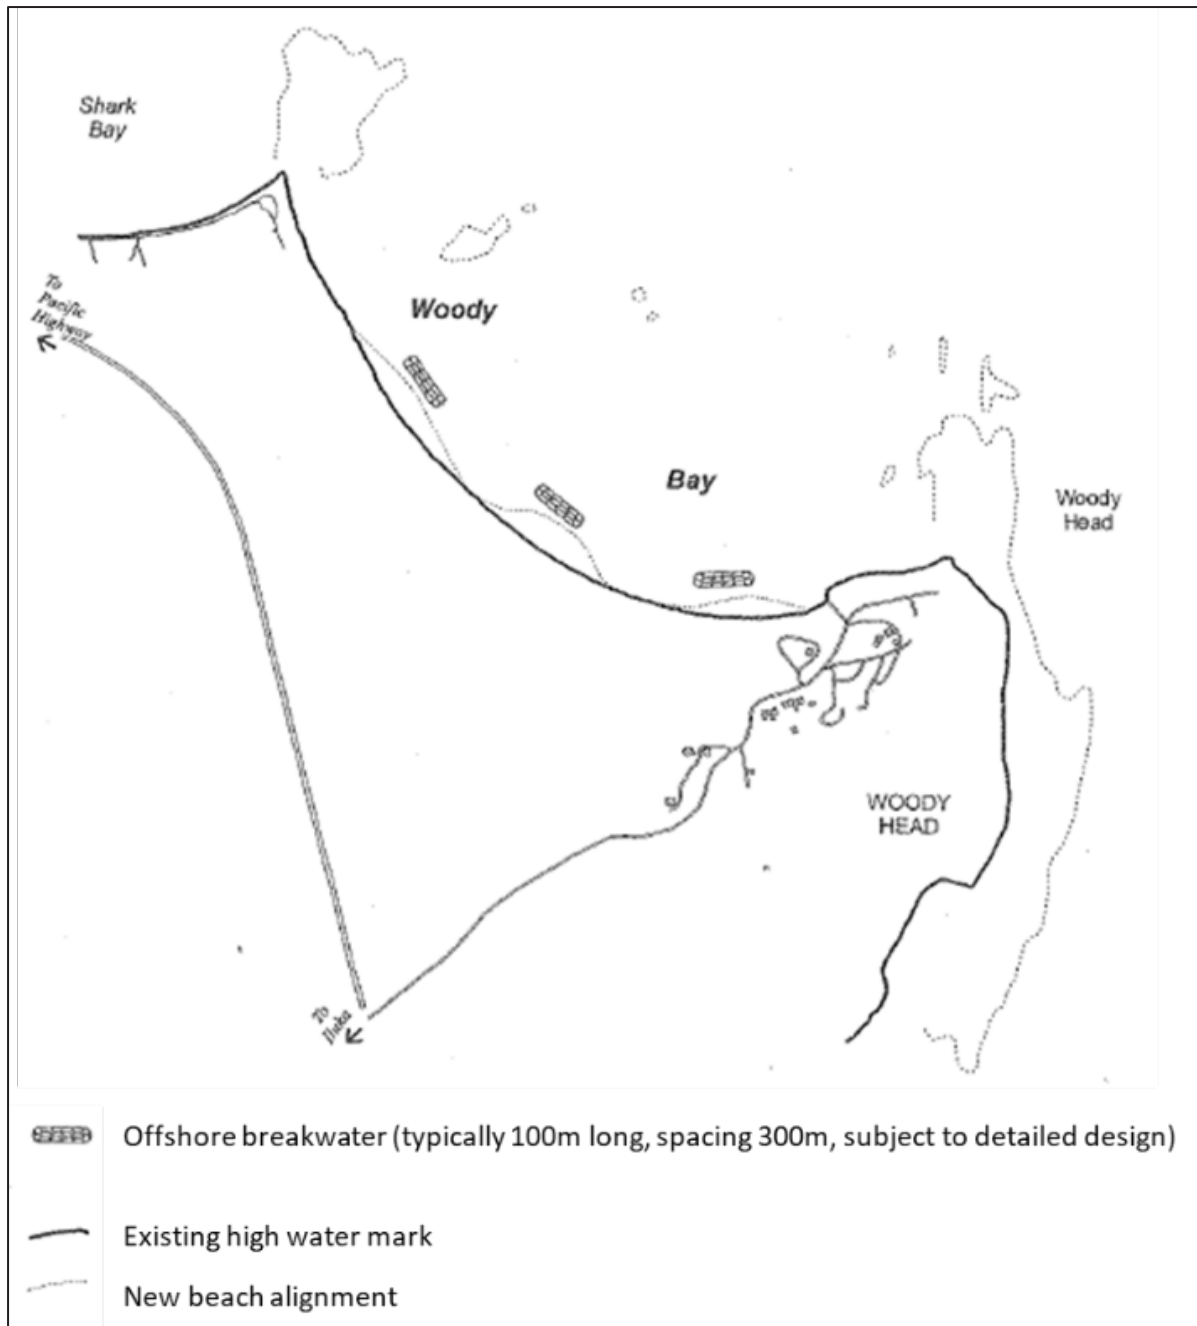 Shark
Bay
To
Pacific
Highway
Woody
Bay
Woody
Head
WOODY
HEAD
To
Iluka
Offshore breakwater (typically 100m long, spacing 300m, subject to detailed design)
Existing high water mark
New beach alignment